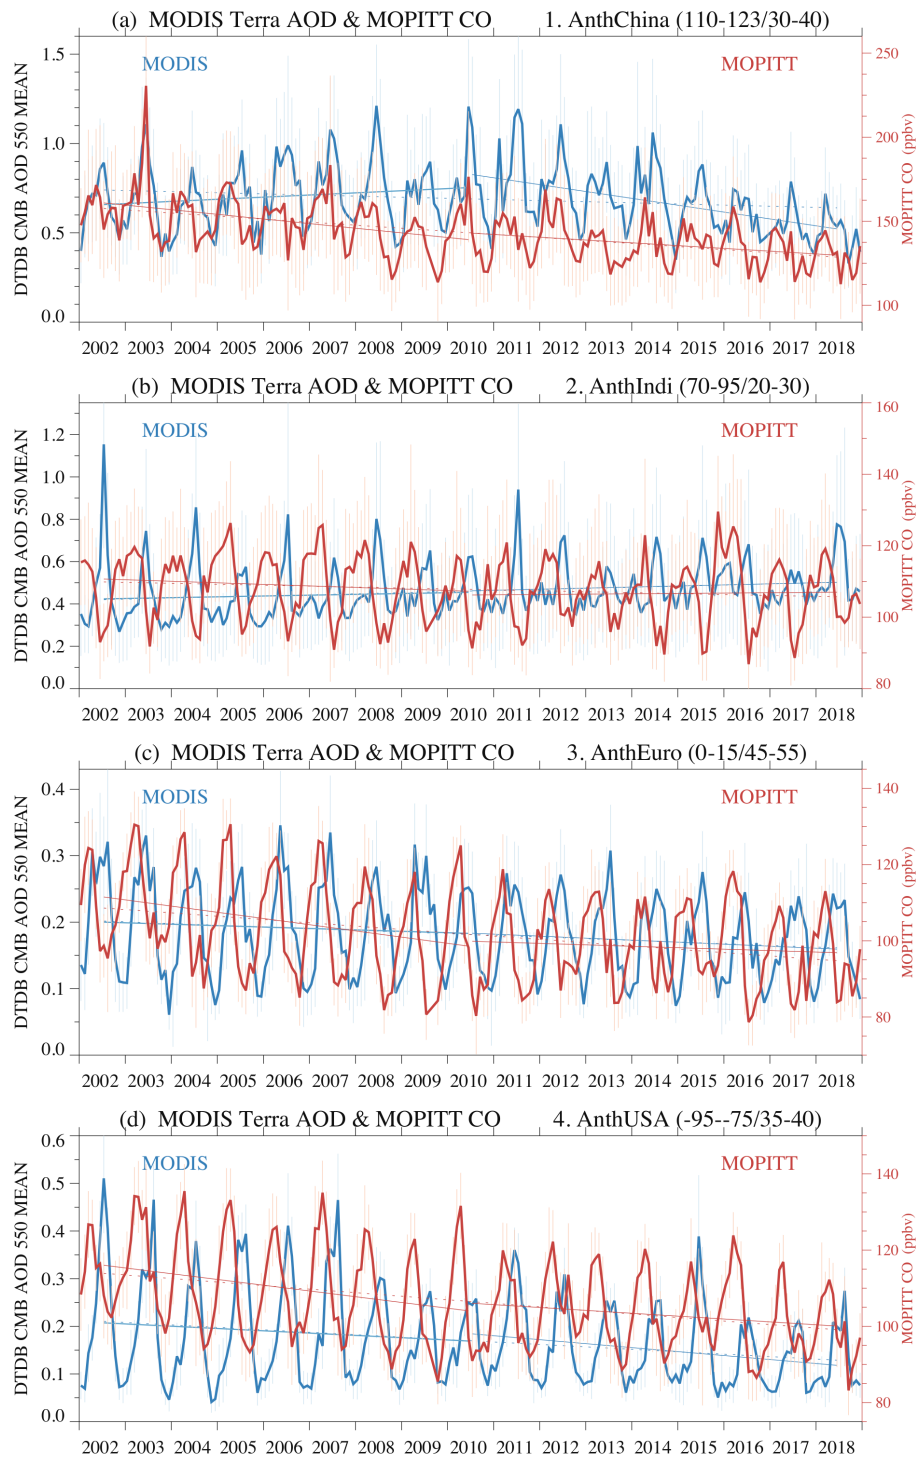 (a) MODIS Terra AOD & MOPITT CO 1. AnthChina (110-123/30-40)
DTDB CMB AOD 550 MEAN
MODIS
MOPITT
MOPITT CO (ppbv)
1.5
1.0
0.5
0.0
250
200
150
100
2002 2003 2004 2005 2006 2007 2008 2009 2010 2011 2012 2013 2014 2015 2016 2017 2018
(b) MODIS Terra AOD & MOPITT CO 2. AnthIndi (70-95/20-30)
DTDB CMB AOD 550 MEAN
MODIS
MOPITT
MOPITT CO (ppbv)
1.2
1.0
0.8
0.6
0.4
0.2
0.0
160
140
120
100
80
2002 2003 2004 2005 2006 2007 2008 2009 2010 2011 2012 2013 2014 2015 2016 2017 2018
(c) MODIS Terra AOD & MOPITT CO 3. AnthEuro (0-15/45-55)
DTDB CMB AOD 550 MEAN
MODIS
MOPITT
MOPITT CO (ppbv)
0.4
0.3
0.2
0.1
0.0
140
120
100
80
2002 2003 2004 2005 2006 2007 2008 2009 2010 2011 2012 2013 2014 2015 2016 2017 2018
(d) MODIS Terra AOD & MOPITT CO 4. AnthUSA (-95--75/35-40)
DTDB CMB AOD 550 MEAN
MODIS
MOPITT
MOPITT CO (ppbv)
0.6
0.5
0.4
0.3
0.2
0.1
0.0
140
120
100
80
2002 2003 2004 2005 2006 2007 2008 2009 2010 2011 2012 2013 2014 2015 2016 2017 2018